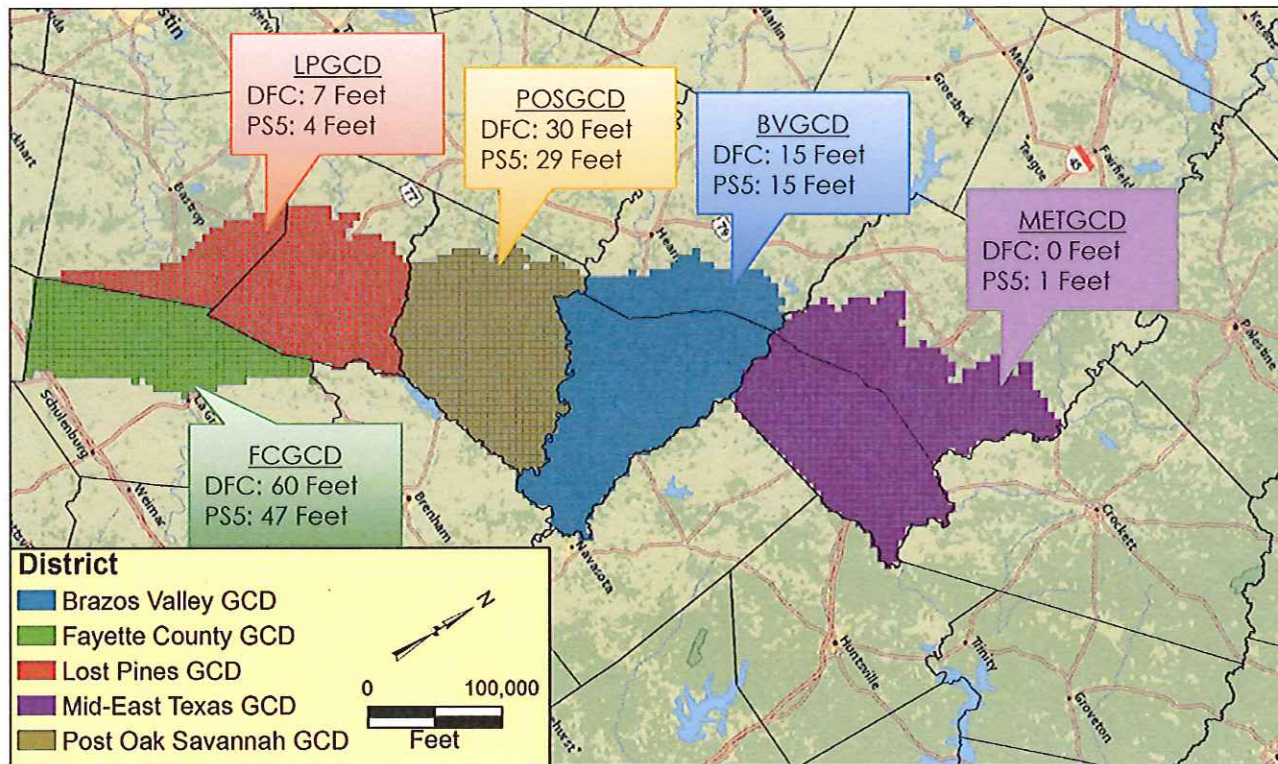 LPGCD
DFC: 7 Feet
PS5: 4 Feet
POSGCD
DFC: 30 Feet
PS5: 29 Feet
BVGCD
DFC: 15 Feet
PS5: 15 Feet
METGCD
DFC: 0 Feet
PS5: 1 Feet
FCGCD
DFC: 60 Feet
PS5: 47 Feet
Marlin
Mexia
Groesbeck
Teague
45
Fairfield
Bastrop
77
79
Palestine
Schulenburg
Weimar
Brenham
Navasota
Crockett
Huntsville
Trinity
Groveton
District
Brazos Valley GCD
Fayette County GCD
Lost Pines GCD
Mid-East Texas GCD
Post Oak Savannah GCD
N
0 100,000
Feet